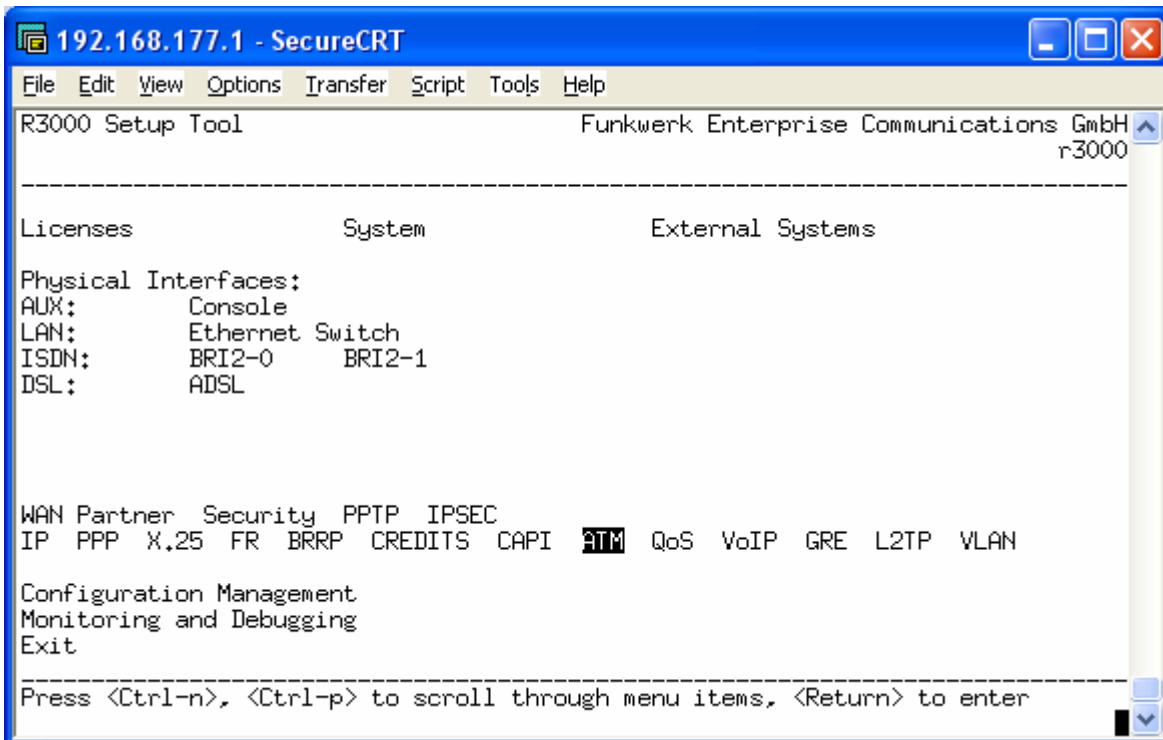 192.168.177.1 - SecureCRT
File Edit View Options Transfer Script Tools Help
R3000 Setup Tool Funkwerk Enterprise Communications GmbH
r3000
Licenses System External Systems
Physical Interfaces:
AUX: Console
LAN: Ethernet Switch
ISDN: BRI2-0 BRI2-1
DSL: ADSL
WAN Partner Security PPTP IPSEC
IP PPP X.25 FR BRRP CREDITS CAPI ATM QoS VoIP GRE L2TP VLAN
Configuration Management
Monitoring and Debugging
Exit
Press <Ctrl-n>, <Ctrl-p> to scroll through menu items, <Return> to enter